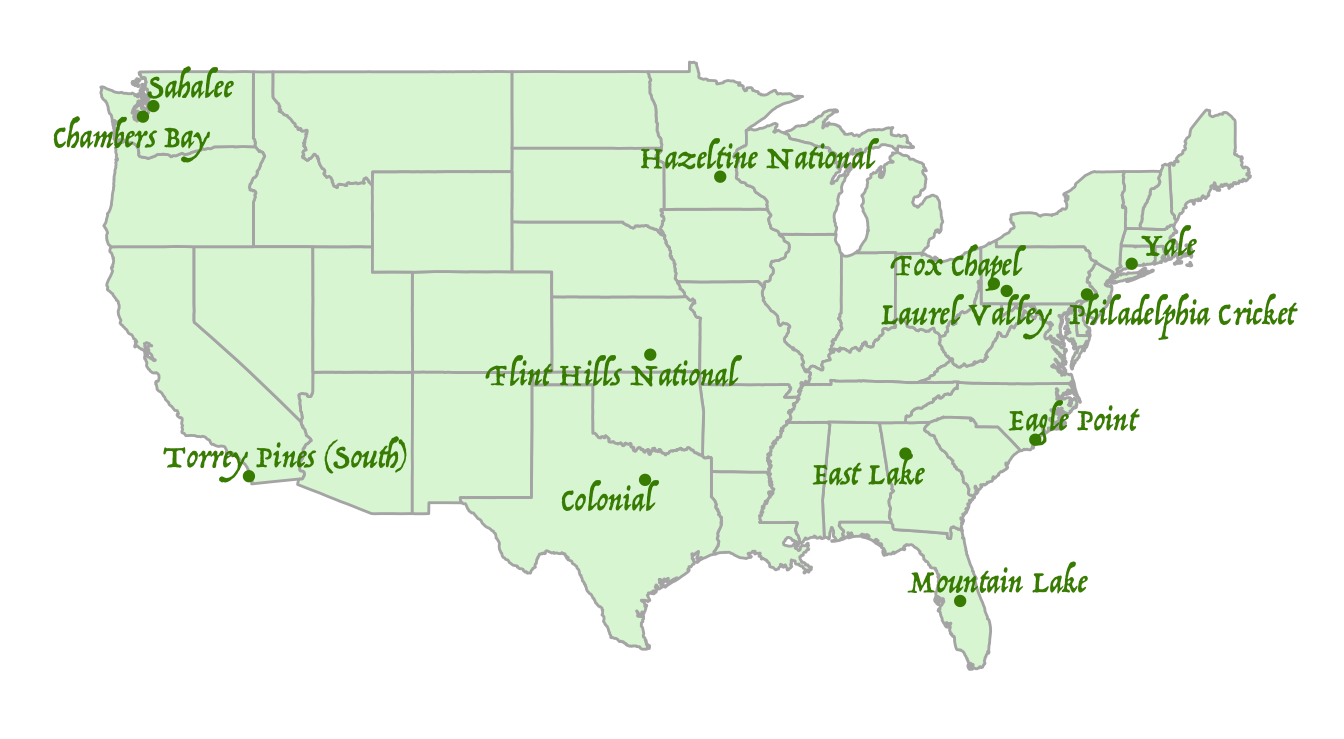 Sahalee
Chambers Bay
Hazeltine National
Yale
Fox Chapel
Laurel Valley
Philadelphia Cricket
Flint Hills National
Eagle Point
Torrey Pines (South)
East Lake
Colonial
Mountain Lake